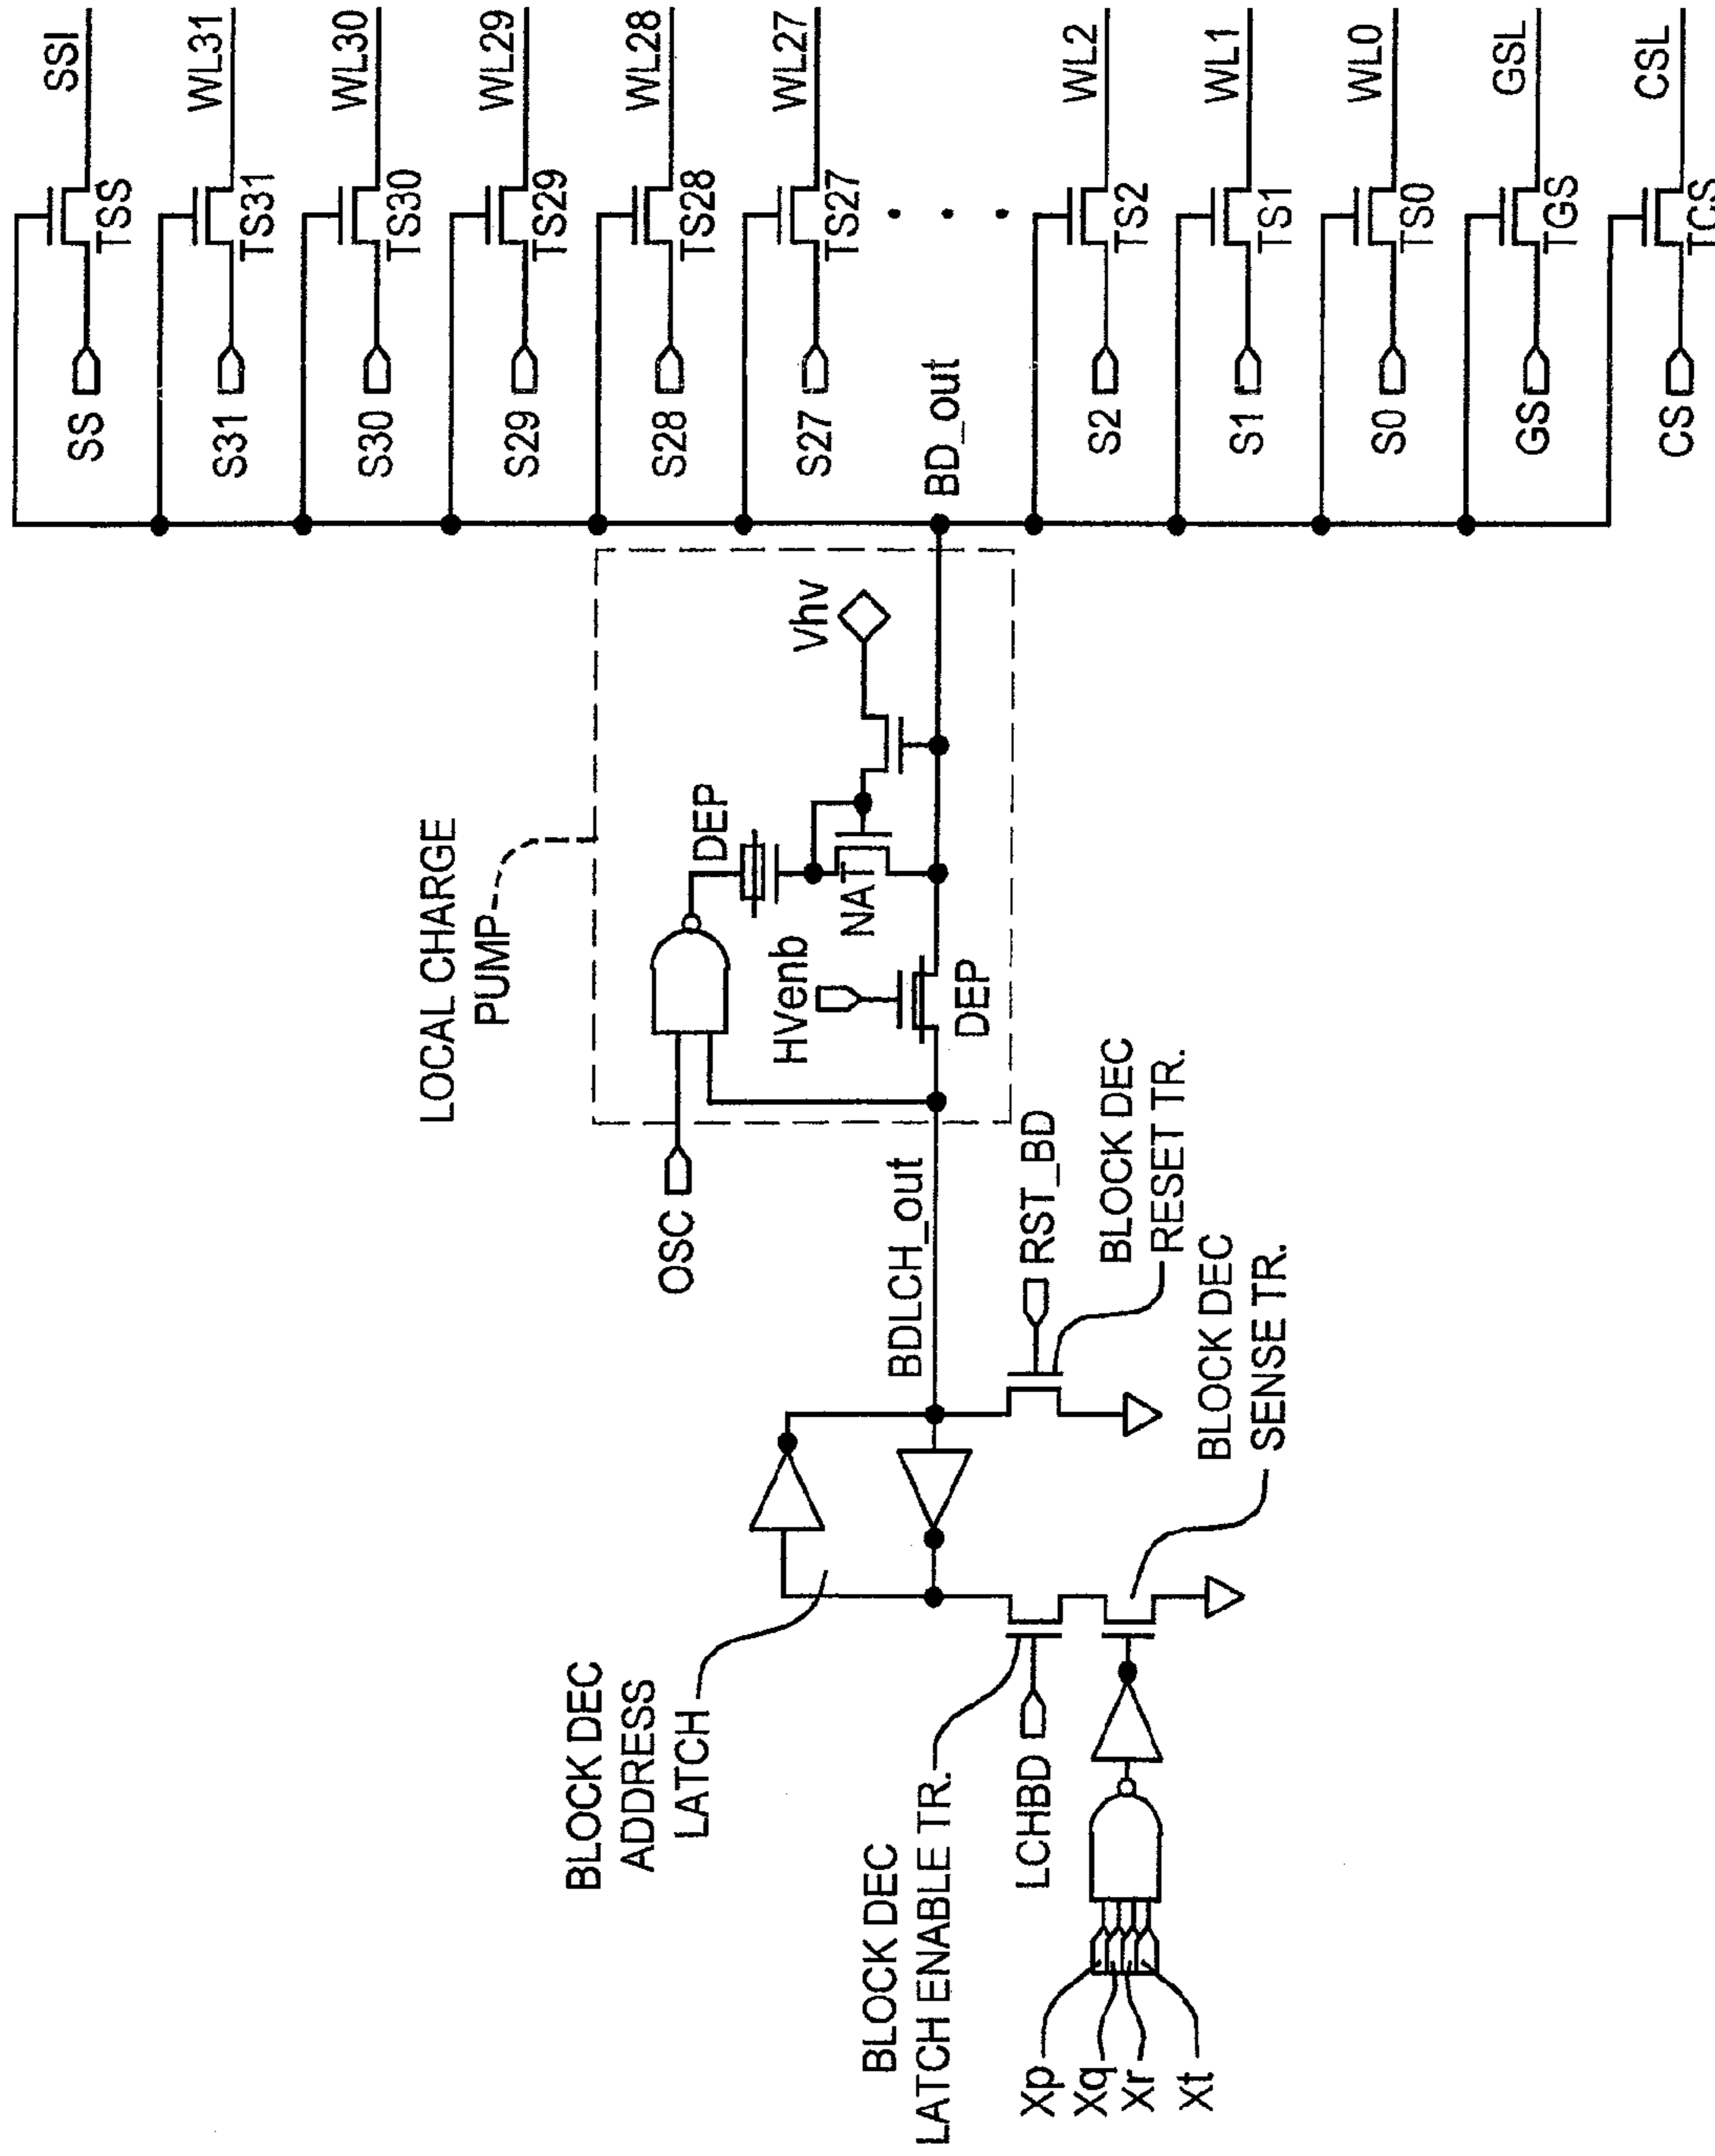 SS
TSS
SSl
S31
TS31
WL31
S30
TS30
WL30
S29
TS29
WL29
S28
TS28
WL28
S27
TS27
WL27
BD_out
S2
TS2
WL2
S1
TS1
WL1
S0
TS0
WL0
GS
TGS
GSL
CS
TCS
CSL
LOCAL CHARGE
PUMP
DEP
Vhv
NAT
HVenb
DEP
OSC
BDLCH_out
RST_BD
BLOCK DEC
RESET TR.
BLOCK DEC
SENSE TR.
BLOCK DEC
ADDRESS
LATCH
BLOCK DEC
LATCH ENABLE TR.
LCHBD
Xp
Xq
Xr
Xt